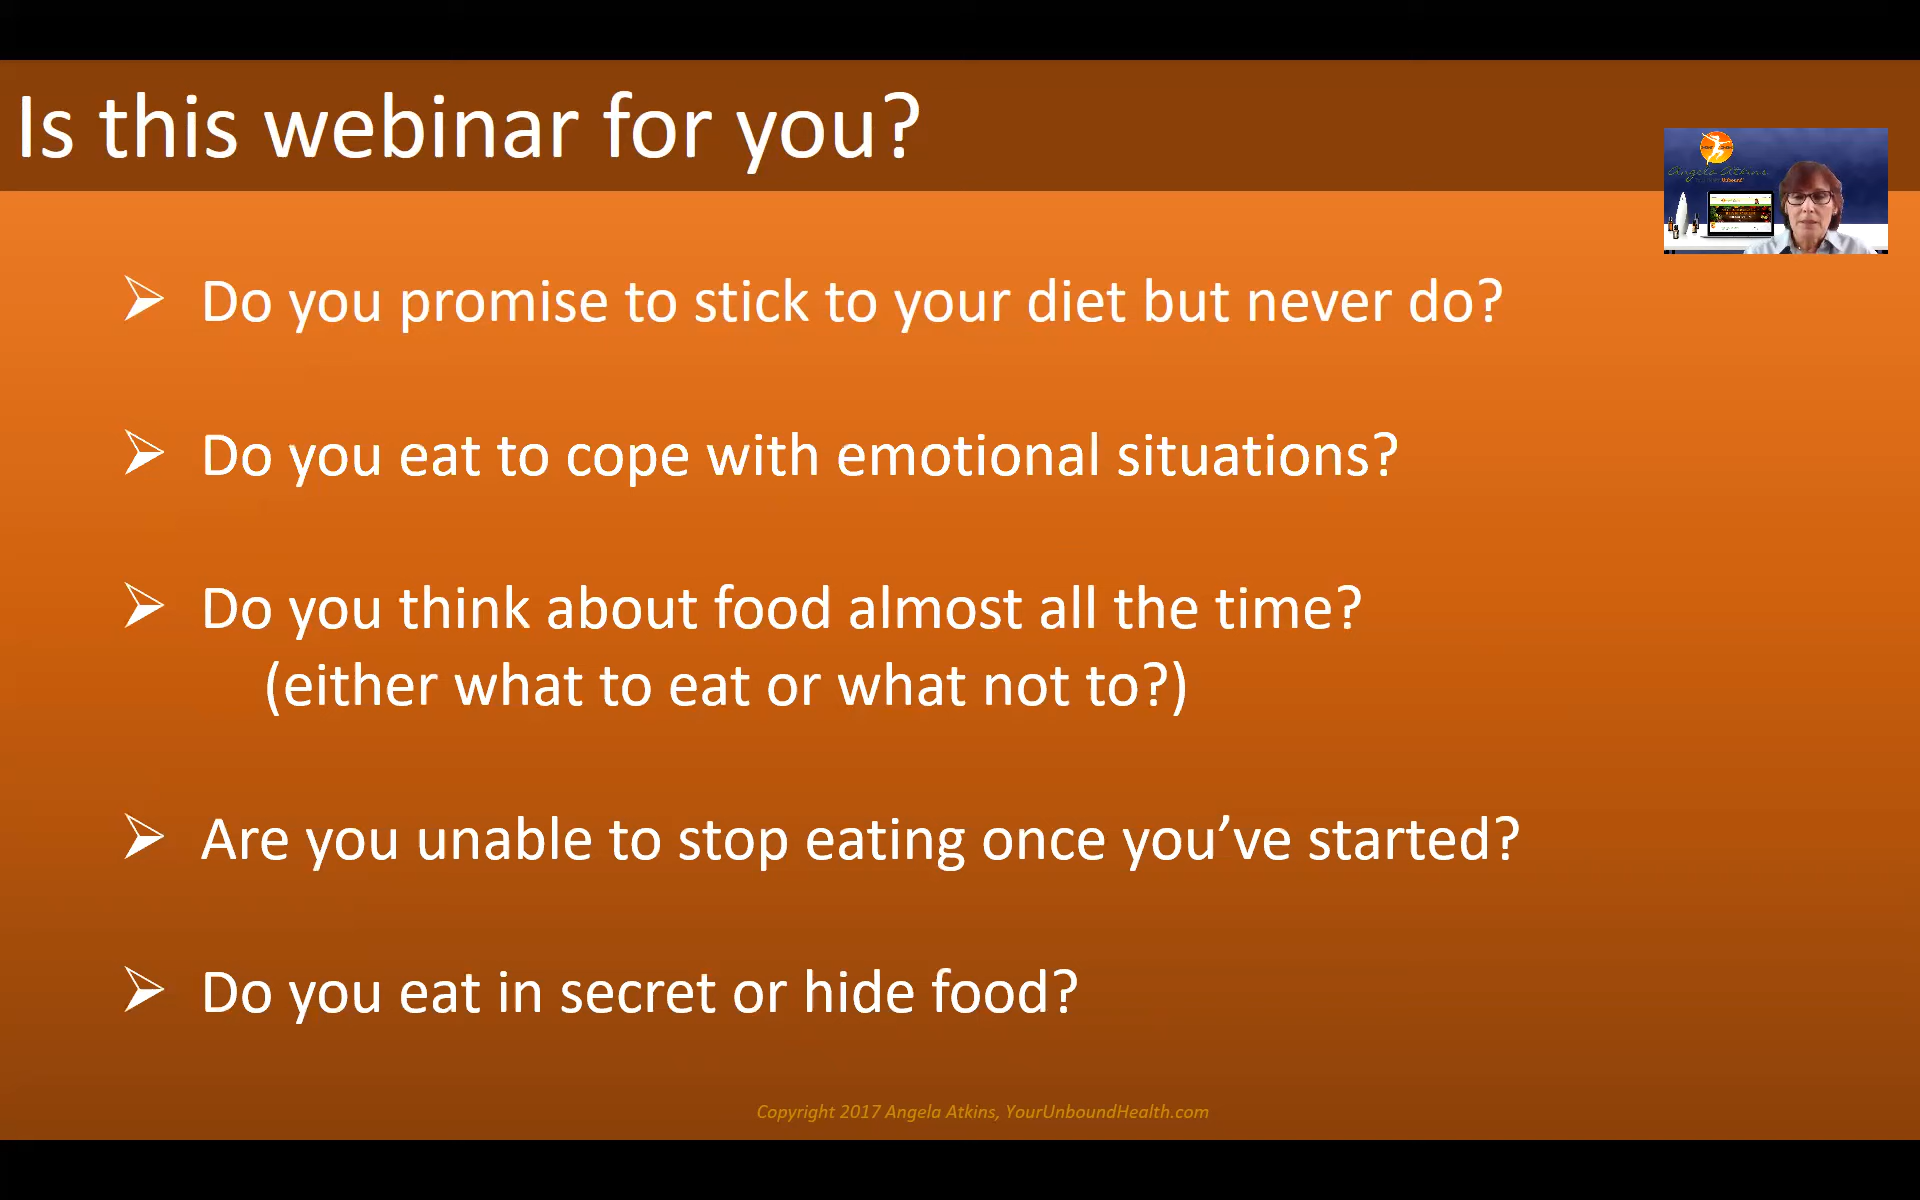 Is this webinar for you?
Angela Atkins
Do you promise to stick to your diet but never do?
Do you eat to cope with emotional situations?
Do you think about food almost all the time?
(either what to eat or what not to?)
Are you unable to stop eating once you’ve started?
Do you eat in secret or hide food?
Copyright 2017 Angela Atkins, YourUnboundHealth.com